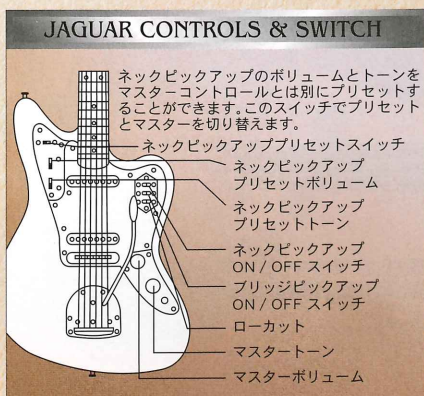 JAGUAR CONTROLS & SWITCH
ネックピックアップのボリュームとトーンを
マスターコントロールとは別にプリセットす
ることができます。このスイッチでプリセット
とマスターを切り替えます。
ネックピックアッププリセットスイッチ
ネックピックアップ
プリセットボリューム
ネックピックアップ
プリセットトーン
ネックピックアップ
ON / OFF スイッチ
ブリッジピックアップ
ON / OFF スイッチ
ローカット
マスタートーン
マスターボリューム